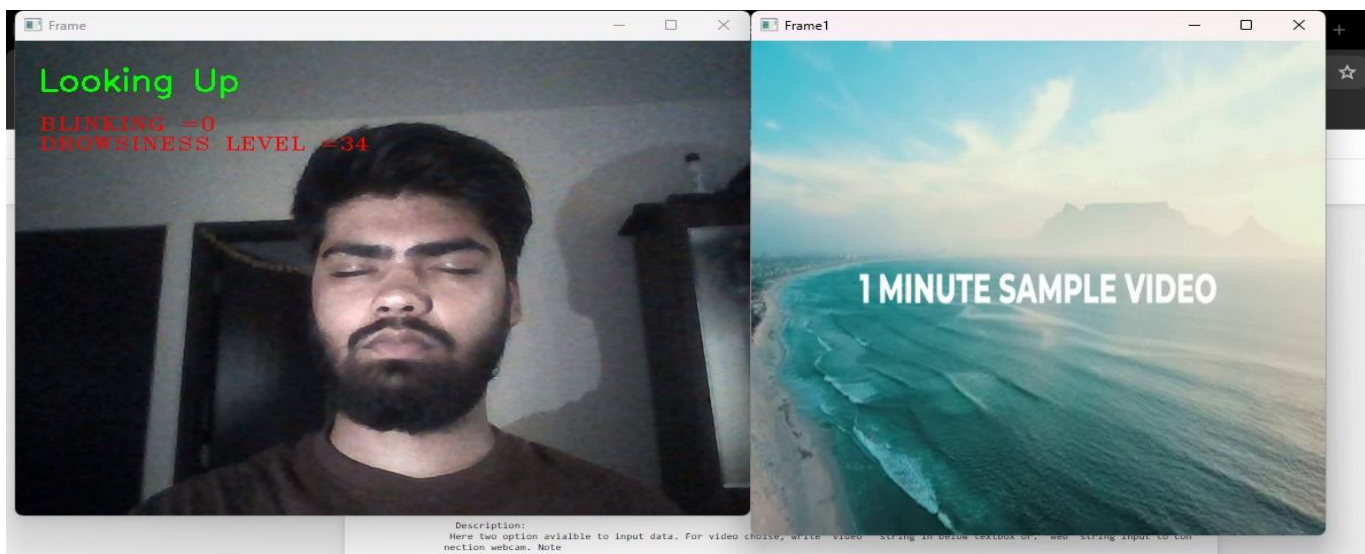 Frame
Looking Up
BLINKING =0
DROWSINESS LEVEL =34
Frame1
1 MINUTE SAMPLE VIDEO
Description:
Here two option avialble to input data. For video choise, write "video" string in below textbox or. "web" string input to con
nection webcam. Note